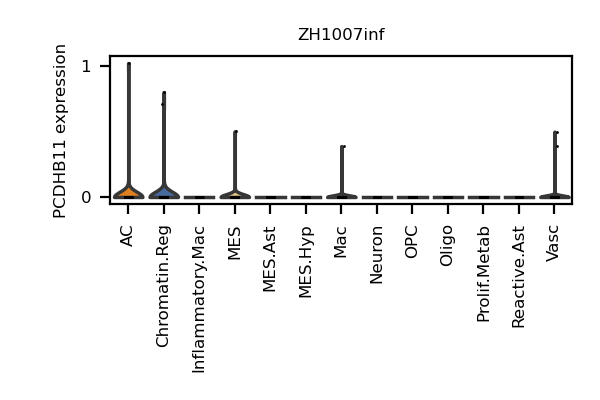 ZH1007inf
PCDHB11 expression
1
0
AC
Chromatin.Reg
Inflammatory.Mac
MES
MES.Ast
MES.Hyp
Mac
Neuron
OPC
Oligo
Prolif.Metab
Reactive.Ast
Vasc